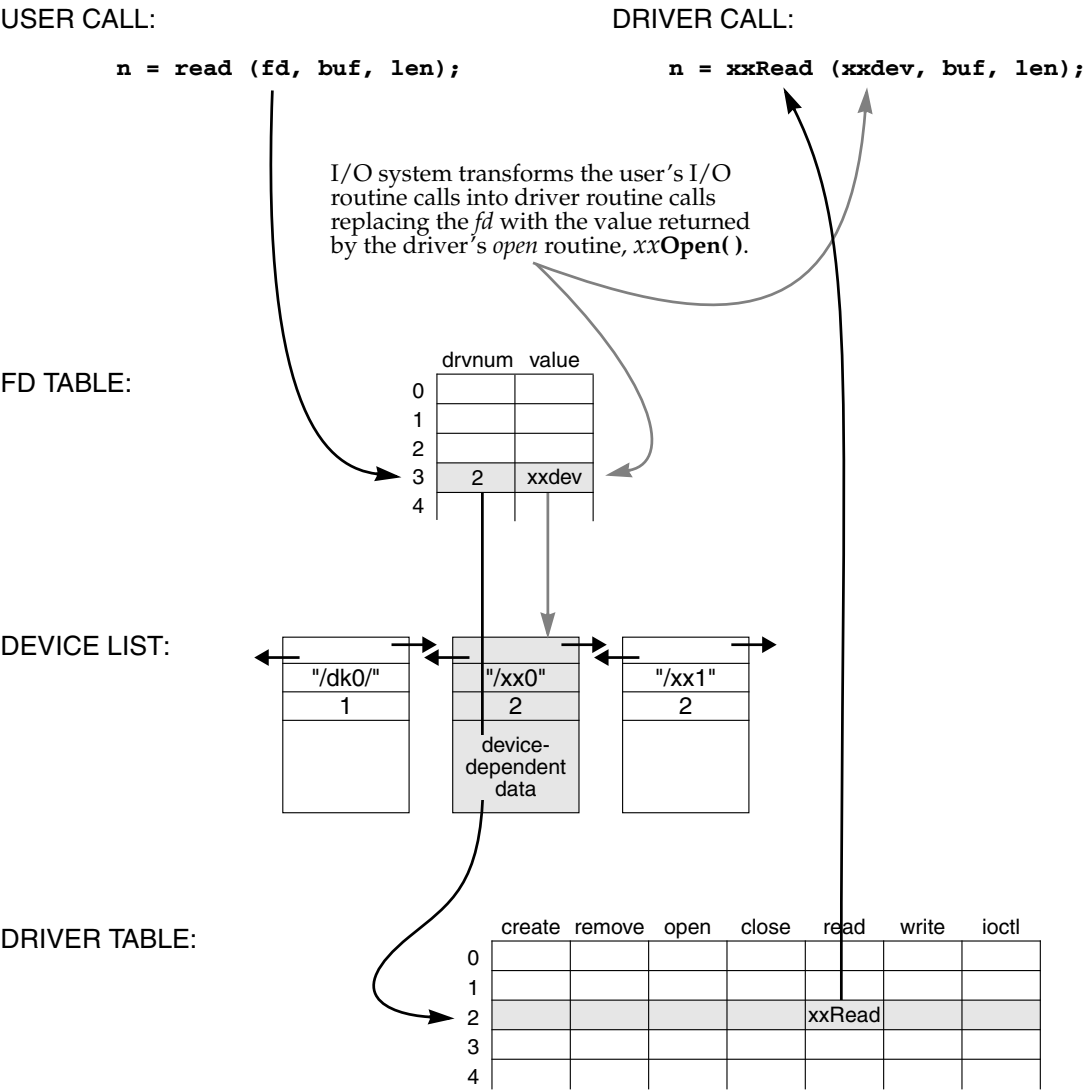 USER CALL:
DRIVER CALL:
n = read (fd, buf, len);
n = xxRead (xxdev, buf, len);
I/O system transforms the user's I/O
routine calls into driver routine calls
replacing the fd with the value returned
by the driver's open routine, xxOpen( ).
FD TABLE:
drvnum value
0
1
2
3 2 xxdev
4
DEVICE LIST:
"/dk0/" "/xx0" "/xx1"
1 2 2
device-
dependent
data
DRIVER TABLE:
create remove open close read write ioctl
0
1
2 xxRead
3
4